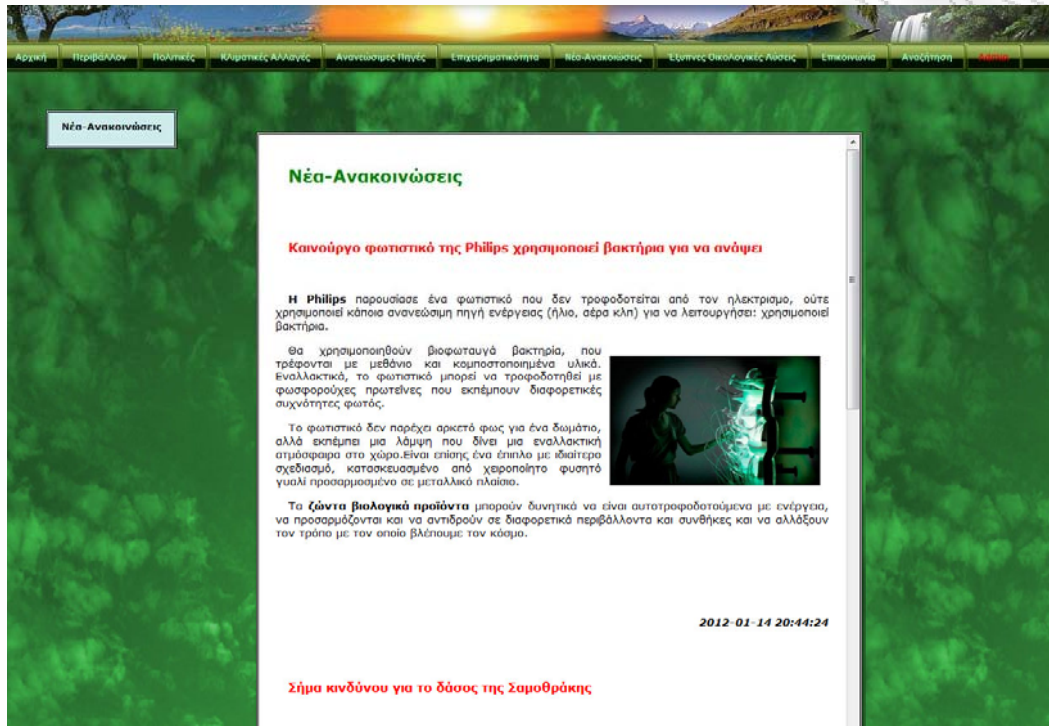 Αρχική Περιβάλλον Πολιτικές Κλιματικές Αλλαγές Ανανεώσιμες Πηγές Επιχειρηματικότητα Νέα-Ανακοινώσεις Έξυπνες Οικολογικές Λύσεις Επικοινωνία Αναζήτηση
Νέα-Ανακοινώσεις
Νέα-Ανακοινώσεις
Καινούργο φωτιστικό της Philips χρησιμοποιεί βακτήρια για να ανάψει
Η Philips παρουσίασε ένα φωτιστικό που δεν τροφοδοτείται από τον ηλεκτρισμο, ούτε
χρησιμοποιεί κάποια ανανεώσιμη πηγή ενέργειας (ήλιο, αέρα κλπ) για να λειτουργήσει: χρησιμοποιεί
βακτήρια.
Θα χρησιμοποιηθούν βιοφωταυγά βακτηρία, που
τρέφονται με μεθάνιο και κομποστοποιημένα υλικά.
Εναλλακτικά, το φωτιστικό μπορεί να τροφοδοτηθεί με
φωσφορούχες πρωτεΐνες που εκπέμπουν διαφορετικές
συχνότητες φωτός.
Το φωτιστικό δεν παρέχει αρκετό φως για ένα δωμάτιο,
αλλά εκπέμπει μια λάμψη που δίνει μια εναλλακτική
ατμόσφαιρα στο χώρο.Είναι επίσης ένα έπιπλο με ιδιαίτερο
σχεδιασμό, κατασκευασμένο από χειροποίητο φυσητό
γυαλί προσαρμοσμένο σε μεταλλικό πλαίσιο.
Τα ζώντα βιολογικά προϊόντα μπορούν δυνητικά να είναι αυτοτροφοδοτούμενα με ενέργεια,
να προσαρμόζονται και να αντιδρούν σε διαφορετικά περιβάλλοντα και συνθήκες και να αλλάξουν
τον τρόπο με τον οποίο βλέπουμε τον κόσμο.
2012-01-14 20:44:24
Σήμα κινδύνου για το δάσος της Σαμοθράκης